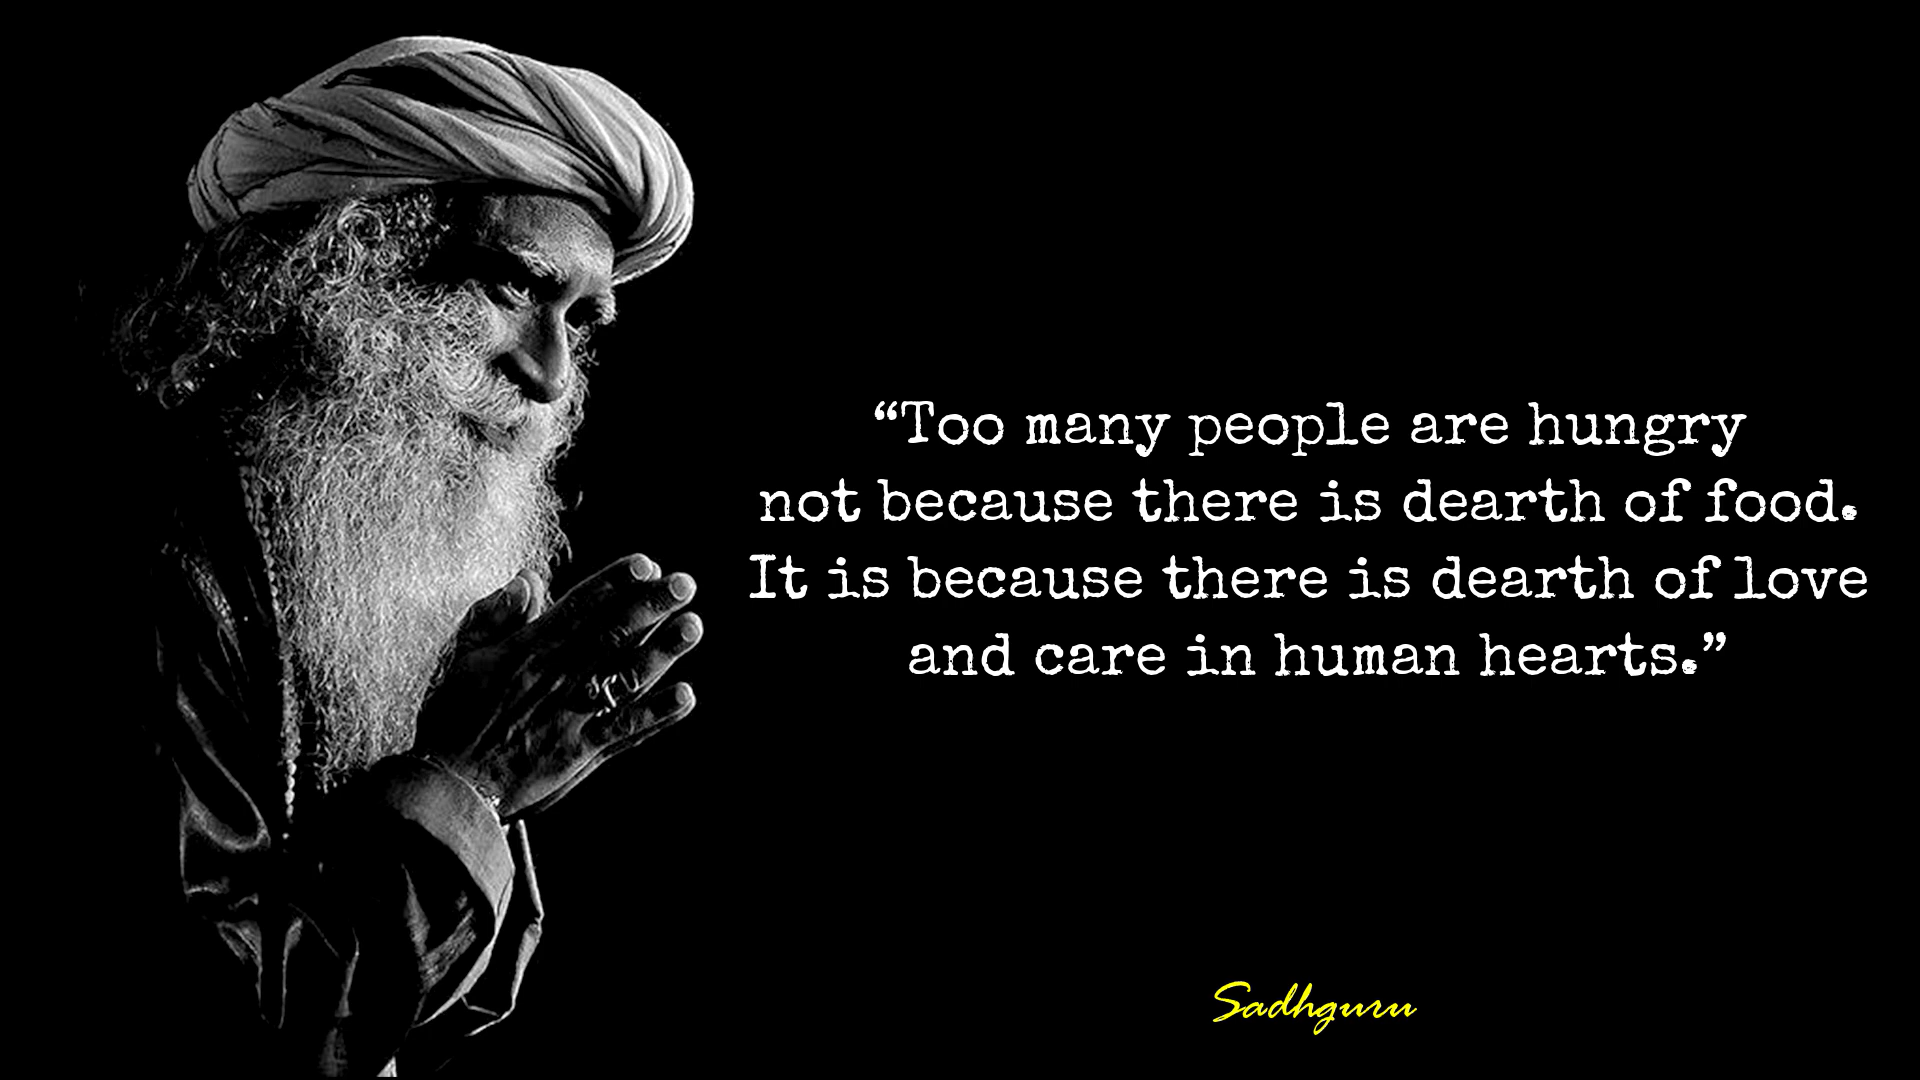 “Too many people are hungry
not because there is dearth of food.
It is because there is dearth of love
and care in human hearts.”
Sadhguru